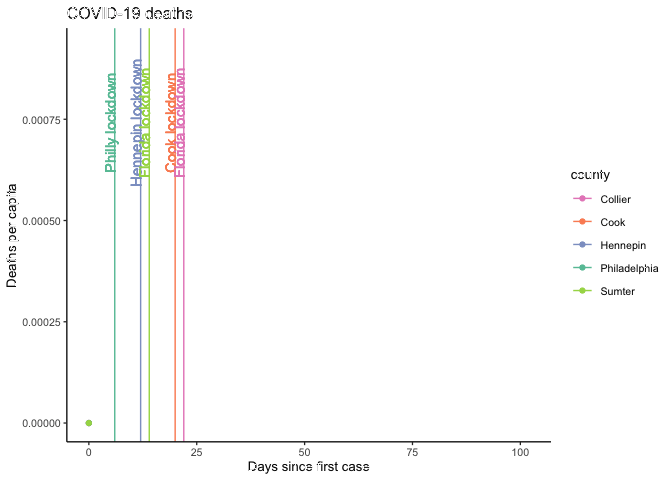 COVID-19 deaths
Philly lockdown
Hennepin lockdown
Florida lockdown
Cook lockdown
Florida lockdown
Deaths per capita
0.00075
0.00050
0.00025
0.00000
0
25
50
75
100
Days since first case
county
Collier
Cook
Hennepin
Philadelphia
Sumter